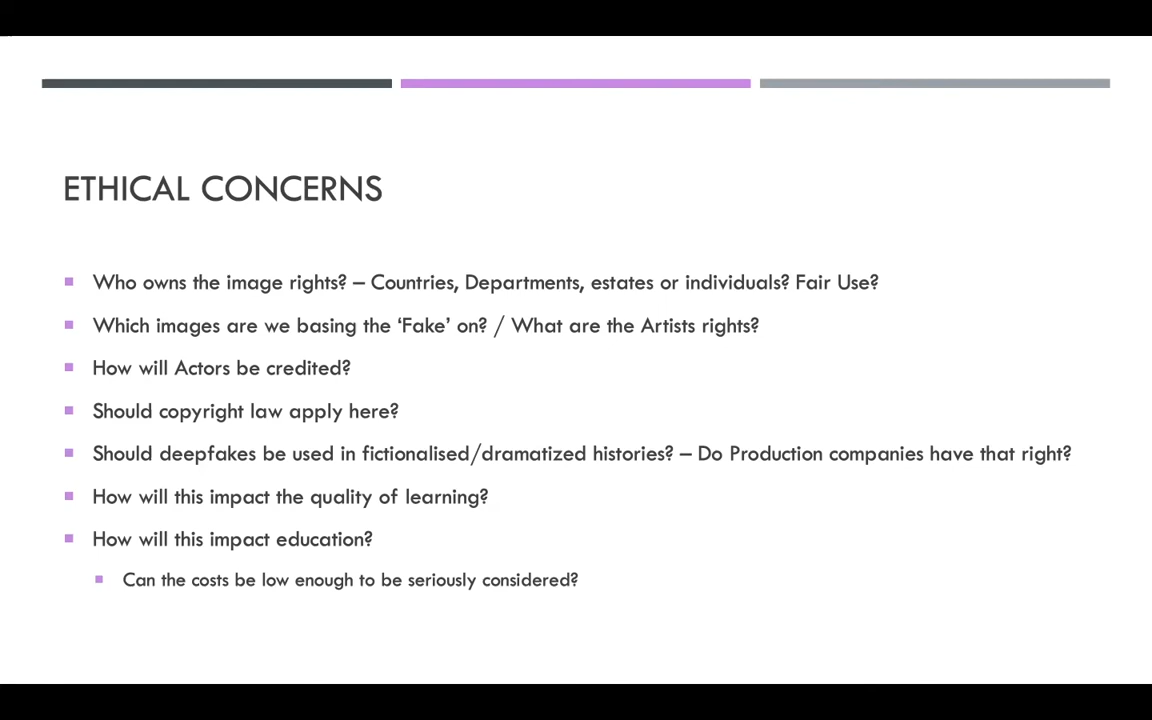 ETHICAL CONCERNS
Who owns the image rights? – Countries, Departments, estates or individuals? Fair Use?
Which images are we basing the ‘Fake’ on? / What are the Artists rights?
How will Actors be credited?
Should copyright law apply here?
Should deepfakes be used in fictionalised/dramatized histories? – Do Production companies have that right?
How will this impact the quality of learning?
How will this impact education?
Can the costs be low enough to be seriously considered?